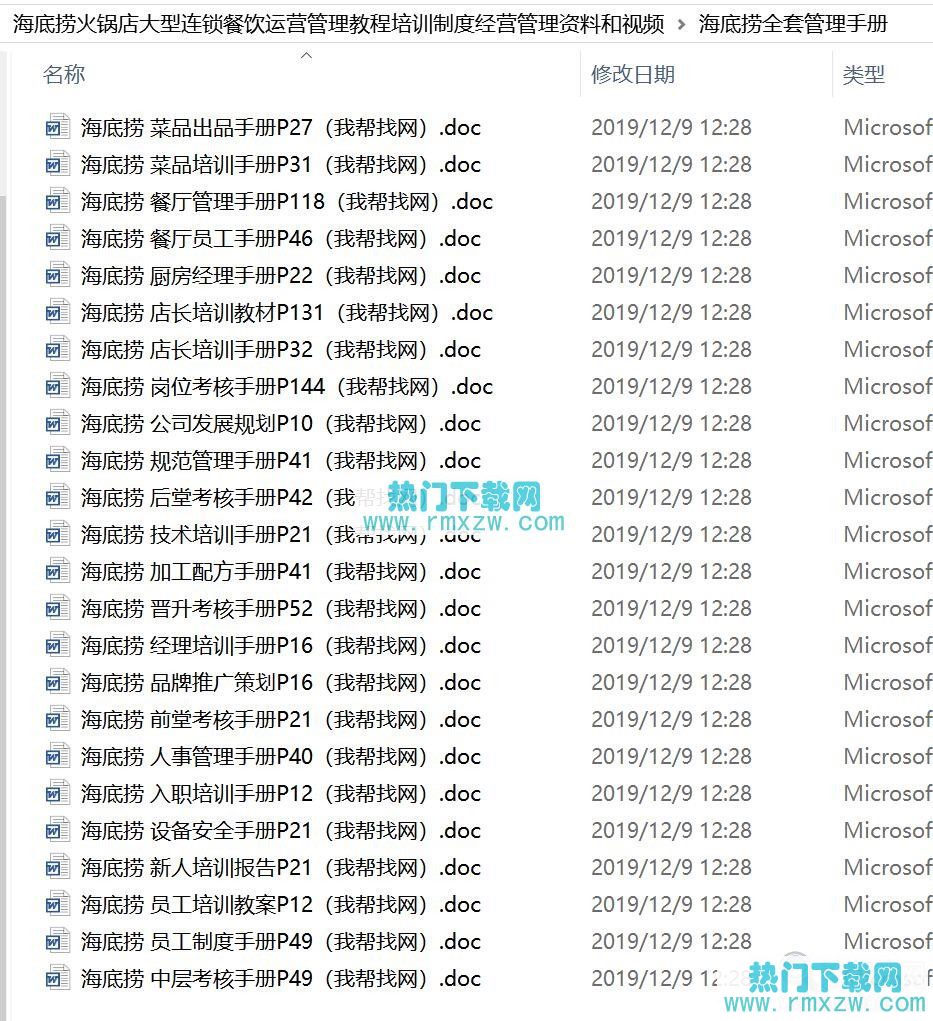 海底捞火锅店大型连锁餐饮运营管理教程培训制度经营管理资料和视频 › 海底捞全套管理手册
名称 修改日期 类型
海底捞 菜品出品手册P27（我帮找网）.doc 2019/12/9 12:28 Microsof
海底捞 菜品培训手册P31（我帮找网）.doc 2019/12/9 12:28 Microsof
海底捞 餐厅管理手册P118（我帮找网）.doc 2019/12/9 12:28 Microsof
海底捞 餐厅员工手册P46（我帮找网）.doc 2019/12/9 12:28 Microsof
海底捞 厨房经理手册P22（我帮找网）.doc 2019/12/9 12:28 Microsof
海底捞 店长培训教材P131（我帮找网）.doc 2019/12/9 12:28 Microsof
海底捞 店长培训手册P32（我帮找网）.doc 2019/12/9 12:28 Microsof
海底捞 岗位考核手册P144（我帮找网）.doc 2019/12/9 12:28 Microsof
海底捞 公司发展规划P10（我帮找网）.doc 2019/12/9 12:28 Microsof
海底捞 规范管理手册P41（我帮找网）.doc 2019/12/9 12:28 Microsof
海底捞 后堂考核手册P42（我 2019/12/9 12:28 Microsof
热门下载网
www.rmxzw.com
海底捞 技术培训手册P21（我帮找网）.doc 2019/12/9 12:28 Microsof
海底捞 加工配方手册P41（我帮找网）.doc 2019/12/9 12:28 Microsof
海底捞 晋升考核手册P52（我帮找网）.doc 2019/12/9 12:28 Microsof
海底捞 经理培训手册P16（我帮找网）.doc 2019/12/9 12:28 Microsof
海底捞 品牌推广策划P16（我帮找网）.doc 2019/12/9 12:28 Microsof
海底捞 前堂考核手册P21（我帮找网）.doc 2019/12/9 12:28 Microsof
海底捞 人事管理手册P40（我帮找网）.doc 2019/12/9 12:28 Microsof
海底捞 入职培训手册P12（我帮找网）.doc 2019/12/9 12:28 Microsof
海底捞 设备安全手册P21（我帮找网）.doc 2019/12/9 12:28 Microsof
海底捞 新人培训报告P21（我帮找网）.doc 2019/12/9 12:28 Microsof
海底捞 员工培训教案P12（我帮找网）.doc 2019/12/9 12:28 Microsof
海底捞 员工制度手册P49（我帮找网）.doc 2019/12/9 12:28 Microsof
海底捞 中层考核手册P49（我帮找网）.doc 2019/12/9 12:28
热门下载网
www.rmxzw.com